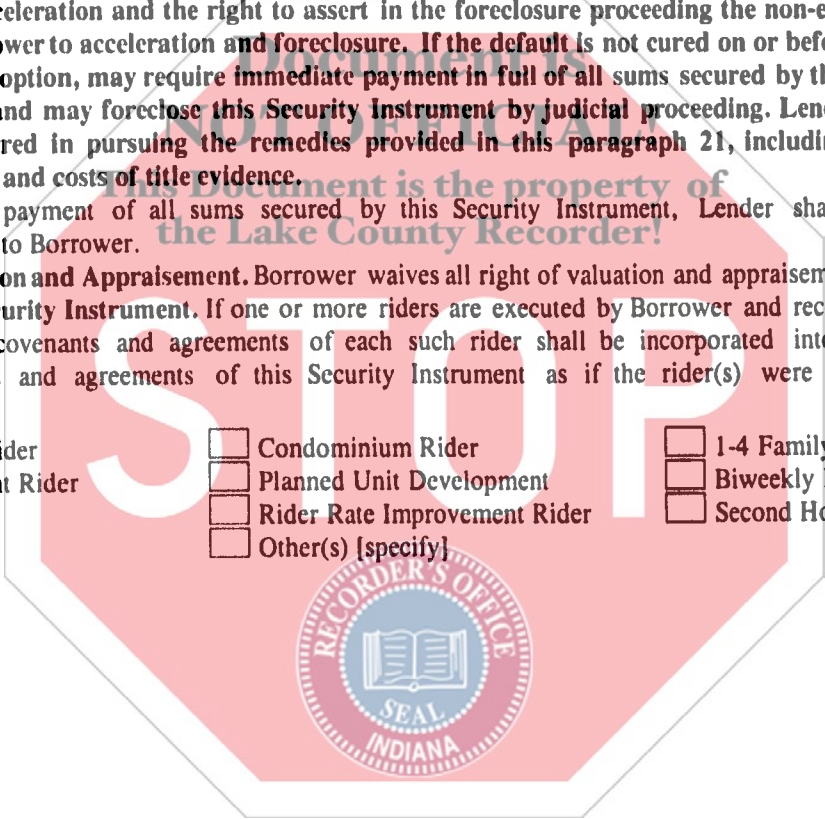 celeration and the right to assert in the foreclosure proceeding the non-e
ower to acceleration and foreclosure. If the default is not cured on or befo
option, may require immediate payment in full of all sums secured by th
and may foreclose this Security Instrument by judicial proceeding. Lend
red in pursuing the remedies provided in this paragraph 21, includin
and costs of title evidence.
payment of all sums secured by this Security Instrument, Lender sha
to Borrower.
on and Appraisement. Borrower waives all right of valuation and appraisem
curity Instrument. If one or more riders are executed by Borrower and rec
covenants and agreements of each such rider shall be incorporated into
and agreements of this Security Instrument as if the rider(s) were
ider
Condominium Rider
1-4 Family
t Rider
Planned Unit Development
Biweekly
Rider Rate Improvement Rider
Second Ho
Other(s) [specify]
Document is
NOT OFFICIAL!
This Document is the property of
the Lake County Recorder!
STOP
RECORDER'S OFFICE
SEAL
INDIANA